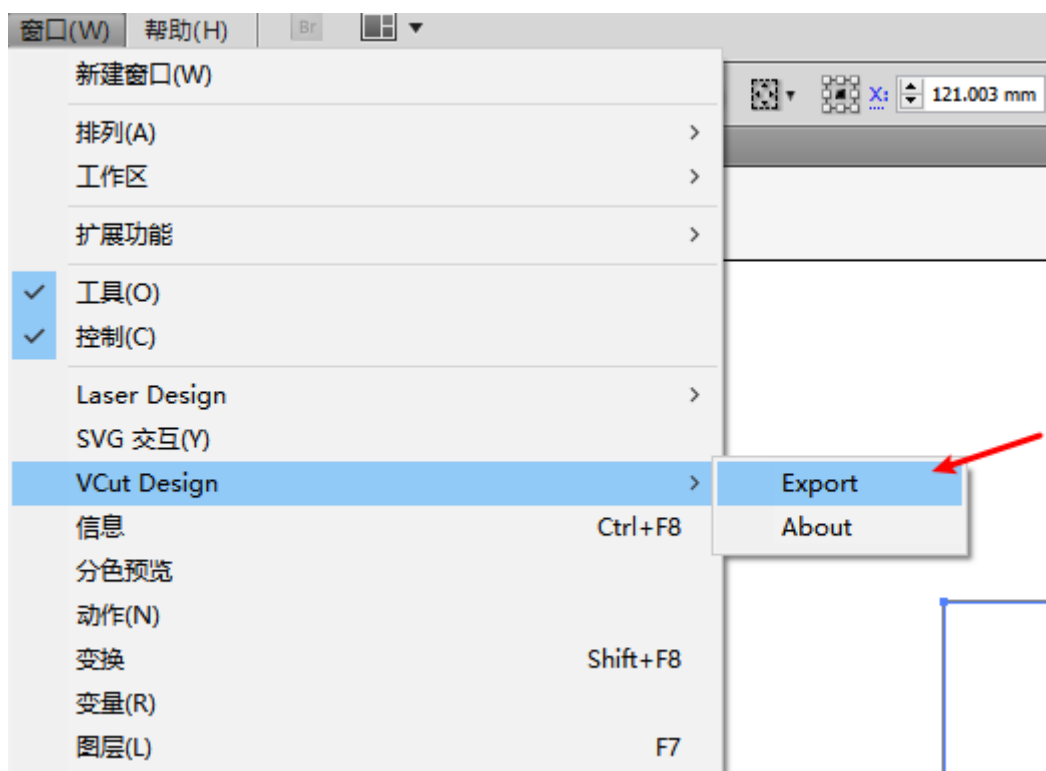 窗口(W) 帮助(H) Br
新建窗口(W)
X: 121.003 mm
排列(A)
工作区
扩展功能
工具(O)
控制(C)
Laser Design
SVG 交互(Y)
VCut Design Export
信息 Ctrl+F8 About
分色预览
动作(N)
变换 Shift+F8
变量(R)
图层(L) F7